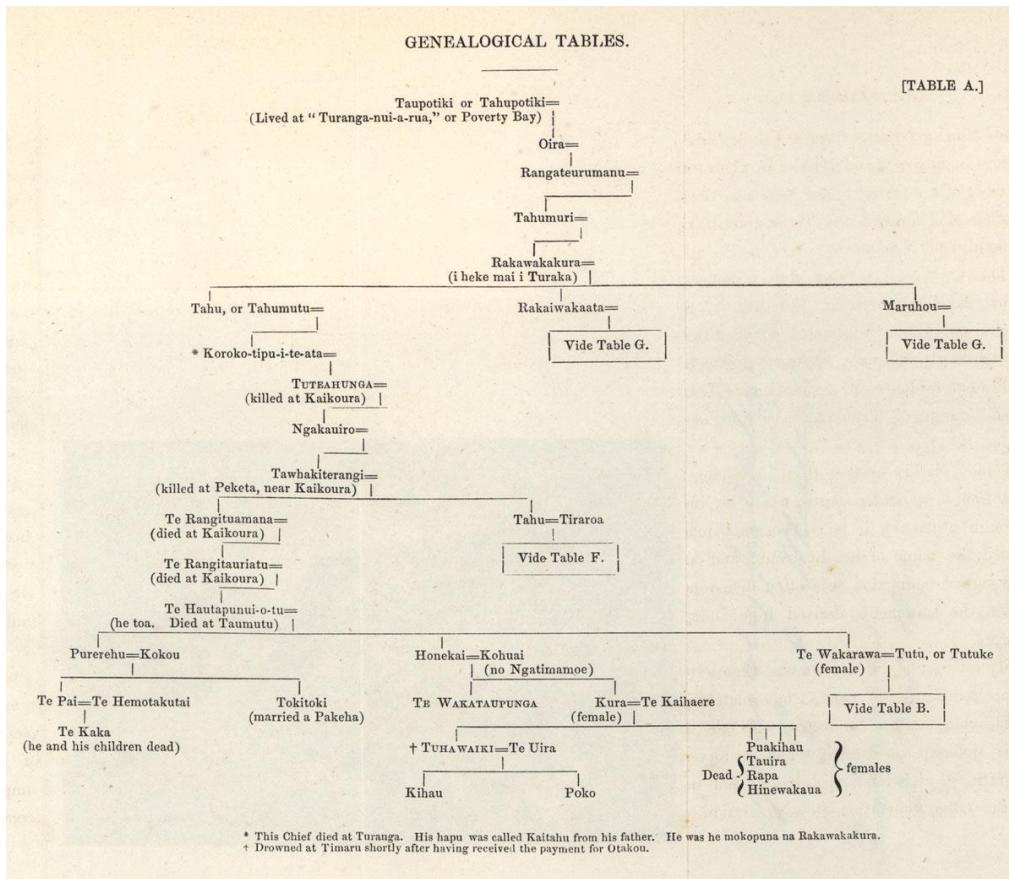 GENEALOGICAL TABLES.
[TABLE A.]
Taupotiki or Tahupotiki=
(Lived at “Turanga-nui-a-rua,” or Poverty Bay)
Oira=
Rangateurumanu=
Tahumuri=
Rakawakakura=
(i heke mai i Turaka)
Tahu, or Tahumutu= Rakaiwakaata= Maruhou=
Vide Table G. Vide Table G.
* Koroko-tipu-i-te-ata=
TUTEAHUNGA=
(killed at Kaikoura)
Ngakauiro=
Tawhakiterangi=
(killed at Peketa, near Kaikoura)
Te Rangituamana= Tahu=Tiraroa
(died at Kaikoura)
Vide Table F.
Te Rangitauriatu=
(died at Kaikoura)
Te Hautapunui-o-tu=
(he toa. Died at Taumutu)
Purerehu=Kokou Honekai=Kohuai Te Wakarawa=Tutu, or Tutuke
(no Ngatimamoe) (female)
Te Pai=Te Hemotakutai Tokitoki TE WAKATAUPUNGA Kura=Te Kaihaere Vide Table B.
(married a Pakeha) (female)
Te Kaka
(he and his children dead)
† TUHAWAIKI=Te Uira Puakihau
Tauira
Dead Rapa females
Hinewakaua
Kihau Poko
* This Chief died at Turanga. His hapu was called Kaitahu from his father. He was he mokopuna na Rakawakakura.
† Drowned at Timaru shortly after having received the payment for Otakou.